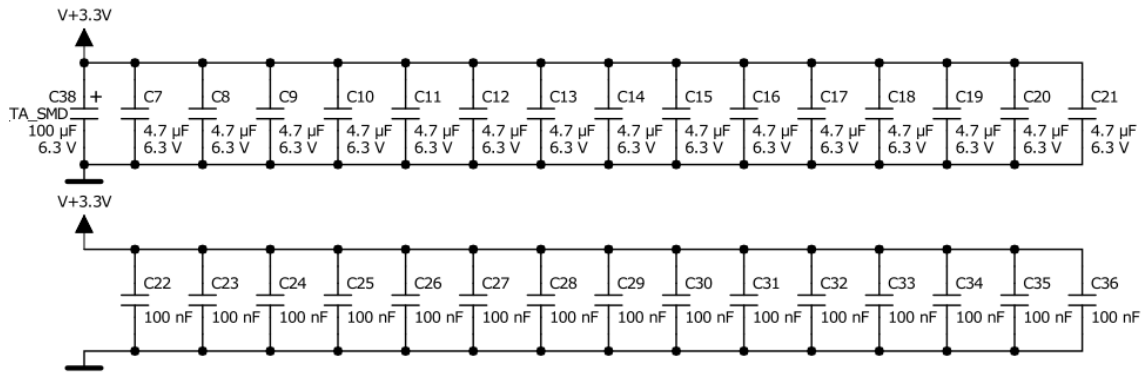 V+3.3V
C38 + C7 C8 C9 C10 C11 C12 C13 C14 C15 C16 C17 C18 C19 C20 C21
TA_SMD
100 µF 4.7 µF 4.7 µF 4.7 µF 4.7 µF 4.7 µF 4.7 µF 4.7 µF 4.7 µF 4.7 µF 4.7 µF 4.7 µF 4.7 µF 4.7 µF 4.7 µF 4.7 µF
6.3 V 6.3 V 6.3 V 6.3 V 6.3 V 6.3 V 6.3 V 6.3 V 6.3 V 6.3 V 6.3 V 6.3 V 6.3 V 6.3 V 6.3 V 6.3 V
V+3.3V
C22 C23 C24 C25 C26 C27 C28 C29 C30 C31 C32 C33 C34 C35 C36
100 nF 100 nF 100 nF 100 nF 100 nF 100 nF 100 nF 100 nF 100 nF 100 nF 100 nF 100 nF 100 nF 100 nF 100 nF